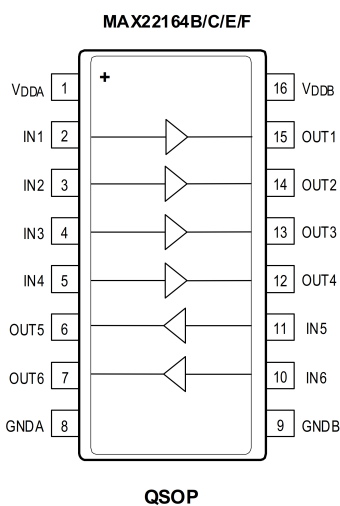 MAX22164B/C/E/F
VDDA 1 + 16 VDDB
IN1 2 15 OUT1
IN2 3 14 OUT2
IN3 4 13 OUT3
IN4 5 12 OUT4
OUT5 6 11 IN5
OUT6 7 10 IN6
GNDA 8 9 GNDB
QSOP